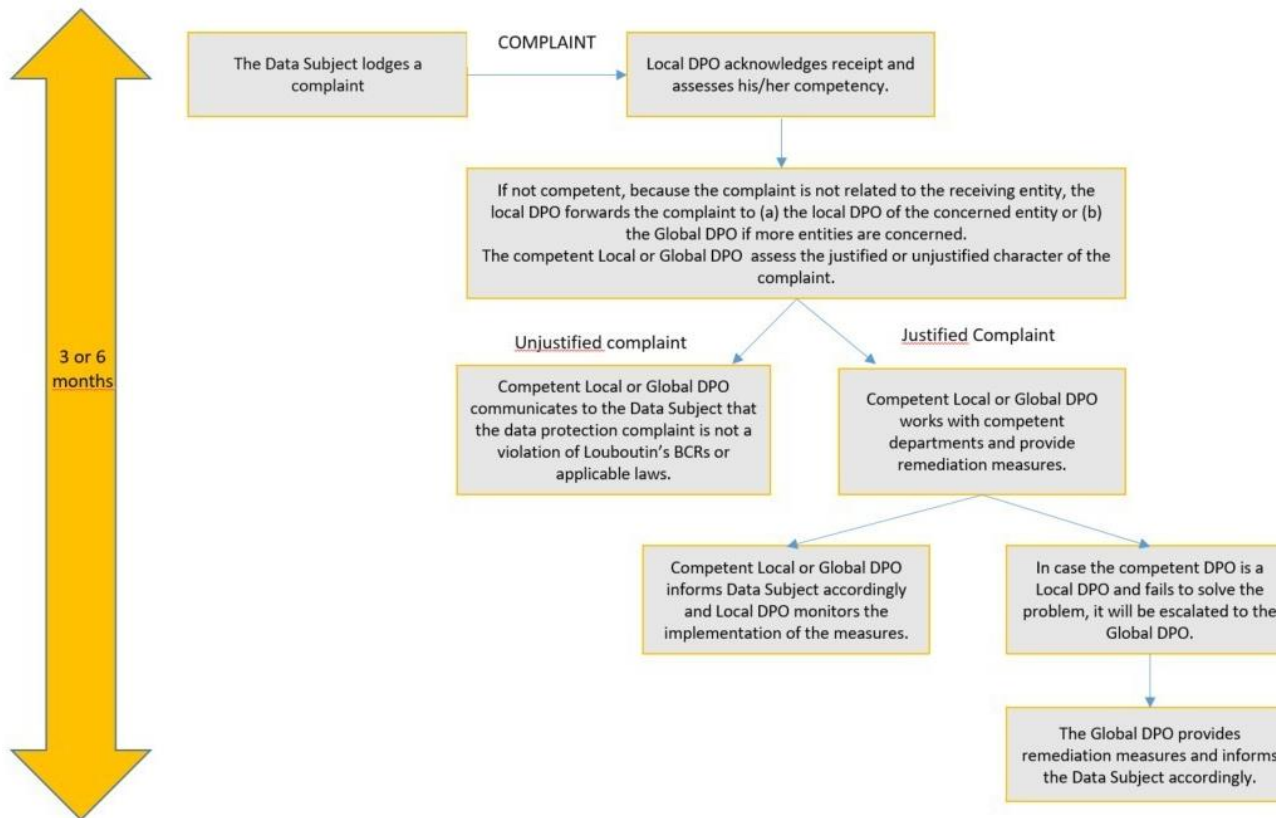 COMPLAINT
The Data Subject lodges a
complaint
Local DPO acknowledges receipt and
assesses his/her competency.
If not competent, because the complaint is not related to the receiving entity, the
local DPO forwards the complaint to (a) the local DPO of the concerned entity or (b)
the Global DPO if more entities are concerned.
The competent Local or Global DPO  assess the justified or unjustified character of the
complaint.
3 or 6
months
Unjustified complaint
Justified Complaint
Competent Local or Global DPO
communicates to the Data Subject that
the data protection complaint is not a
violation of Louboutin’s BCRs or
applicable laws.
Competent Local or Global DPO
works with competent
departments and provide
remediation measures.
Competent Local or Global DPO
informs Data Subject accordingly
and Local DPO monitors the
implementation of the measures.
In case the competent DPO is a
Local DPO and fails to solve the
problem, it will be escalated to the
Global DPO.
The Global DPO provides
remediation measures and informs
the Data Subject accordingly.